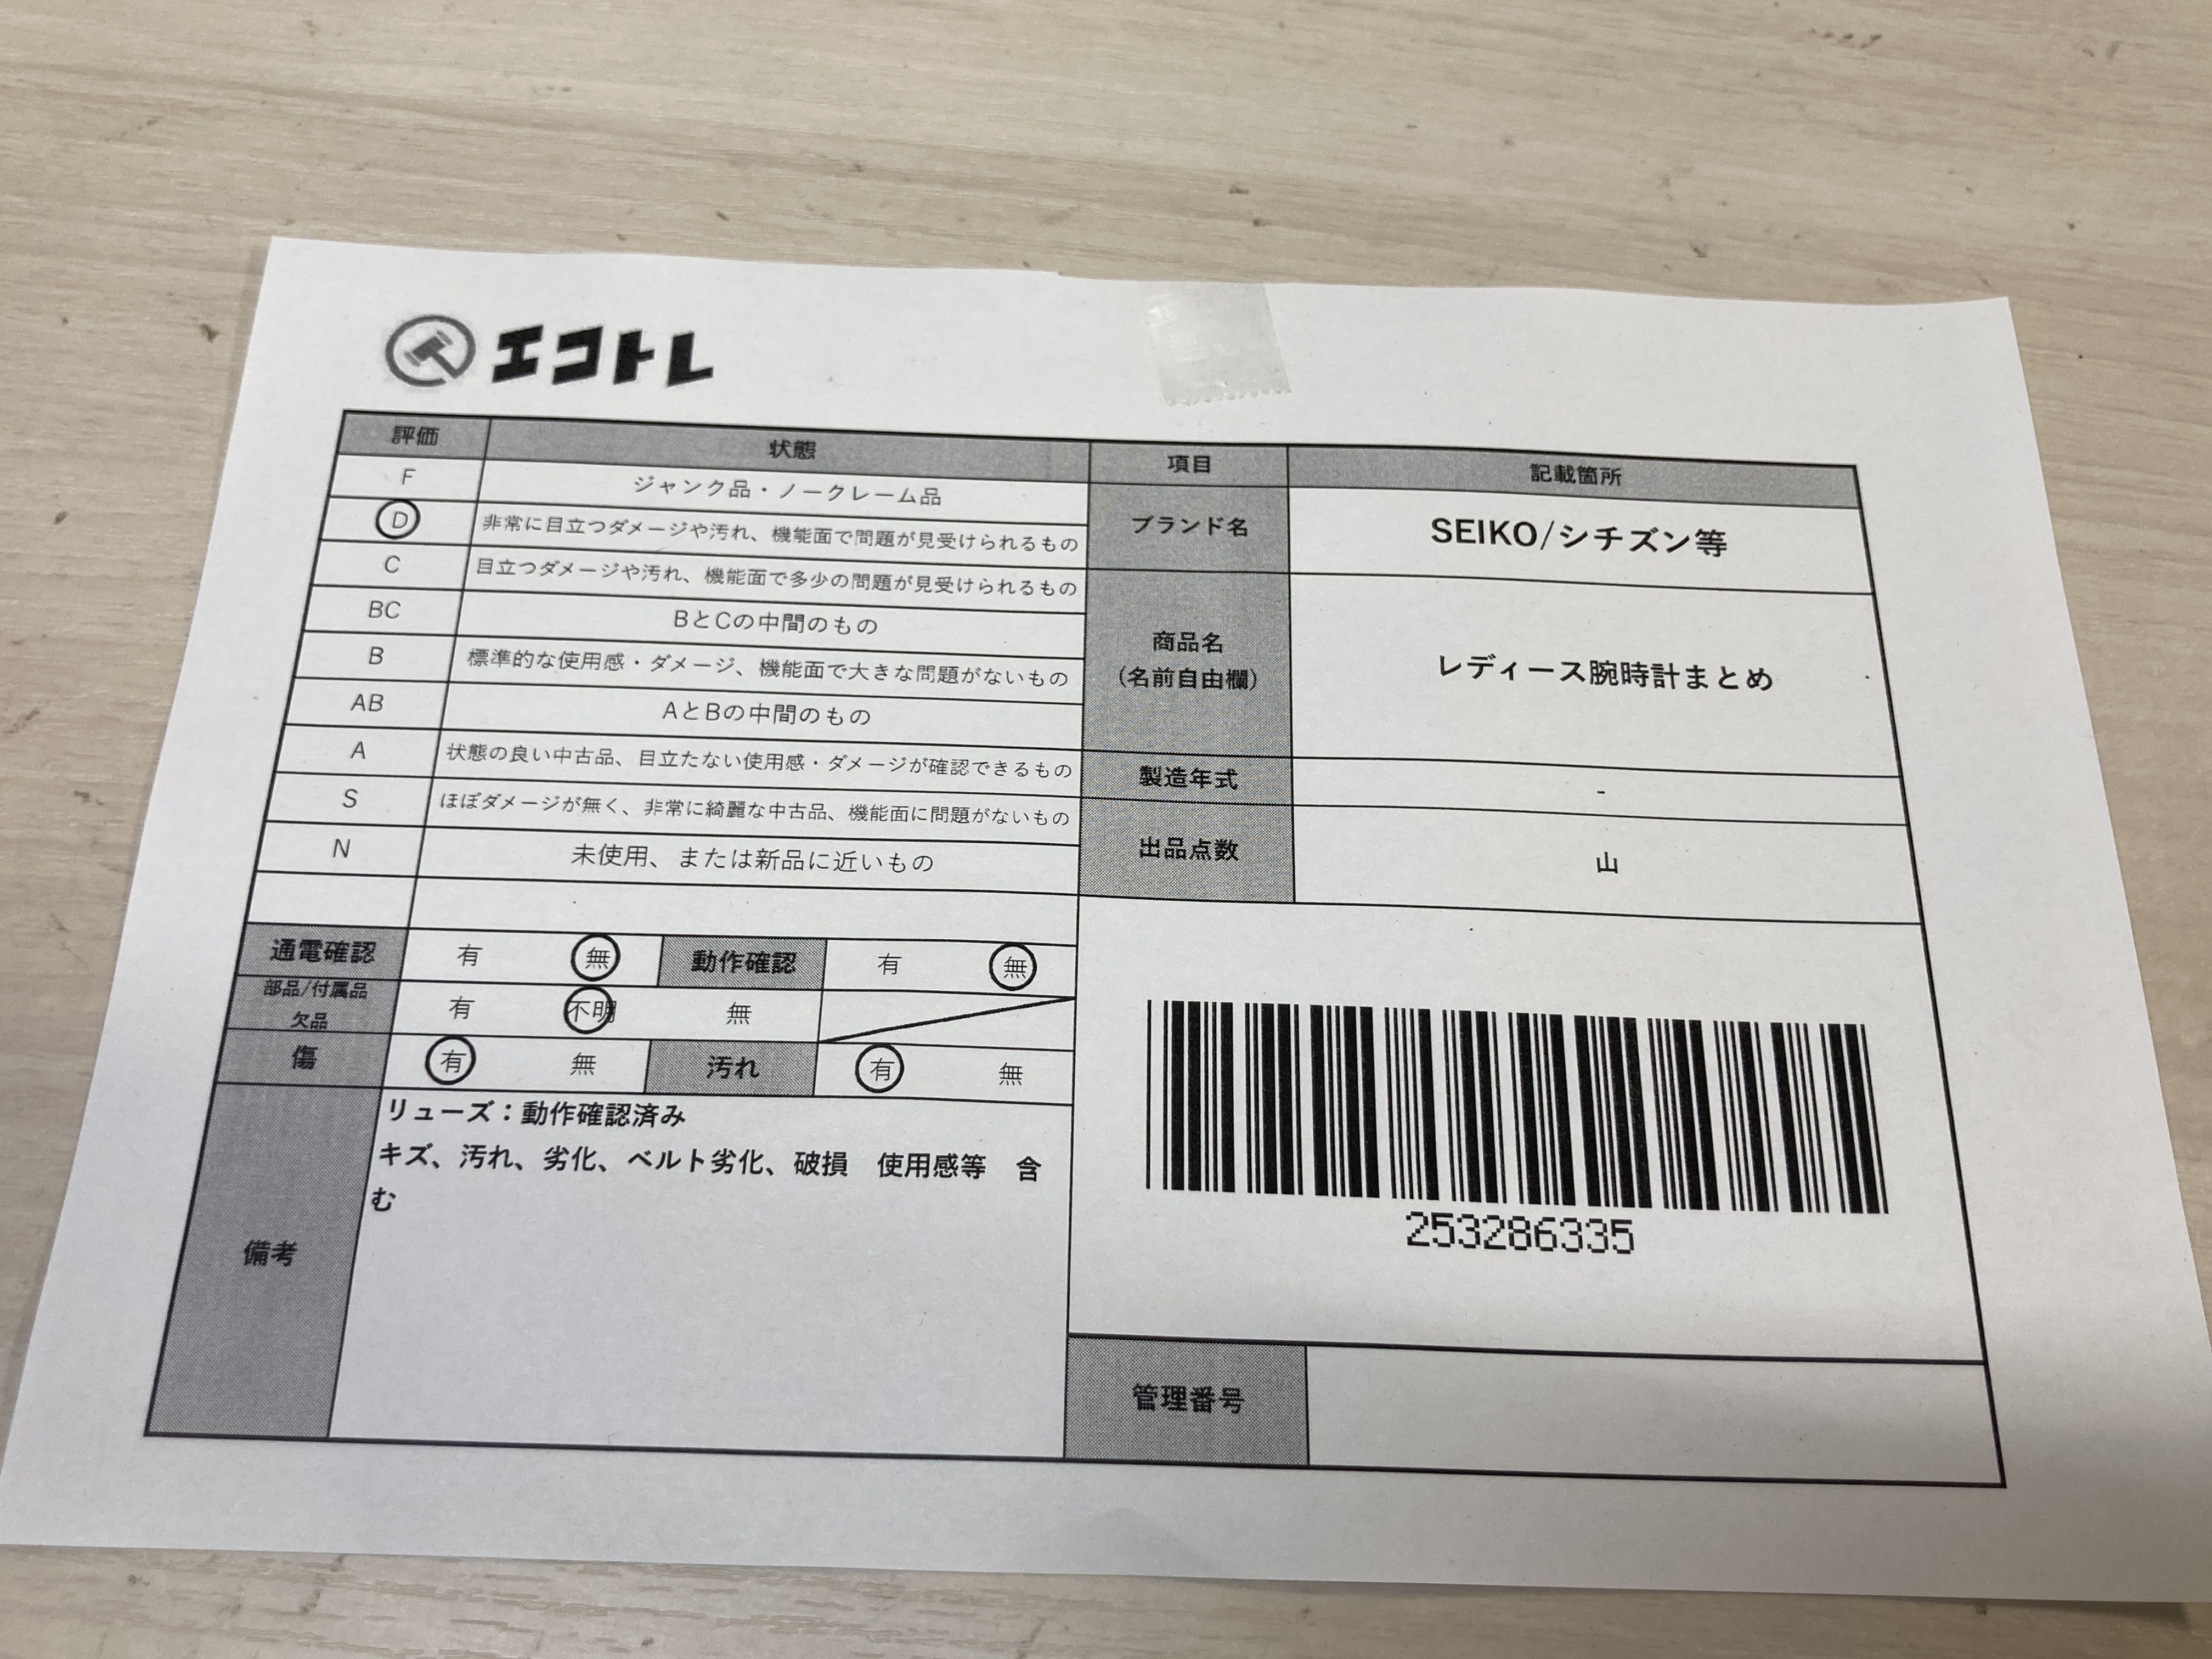 エコトレ
評価 状態 項目 記載箇所
F ジャンク品・ノークレーム品
D 非常に目立つダメージや汚れ、機能面で問題が見受けられるもの
C 目立つダメージや汚れ、機能面で多少の問題が見受けられるもの
BC BとCの中間のもの
B 標準的な使用感・ダメージ、機能面で大きな問題がないもの
AB AとBの中間のもの
A 状態の良い中古品、目立たない使用感・ダメージが確認できるもの
S ほぼダメージが無く、非常に綺麗な中古品、機能面に問題がないもの
N 未使用、または新品に近いもの
ブランド名 SEIKO/シチズン等
商品名
(名前自由欄) レディース腕時計まとめ
製造年式 -
出品点数 山
通電確認 有 無 動作確認 有 無
部品/付属品
欠品 有 不明 無
傷 有 無 汚れ 有 無
備考
リューズ：動作確認済み
キズ、汚れ、劣化、ベルト劣化、破損　使用感等　含
む
253286335
管理番号